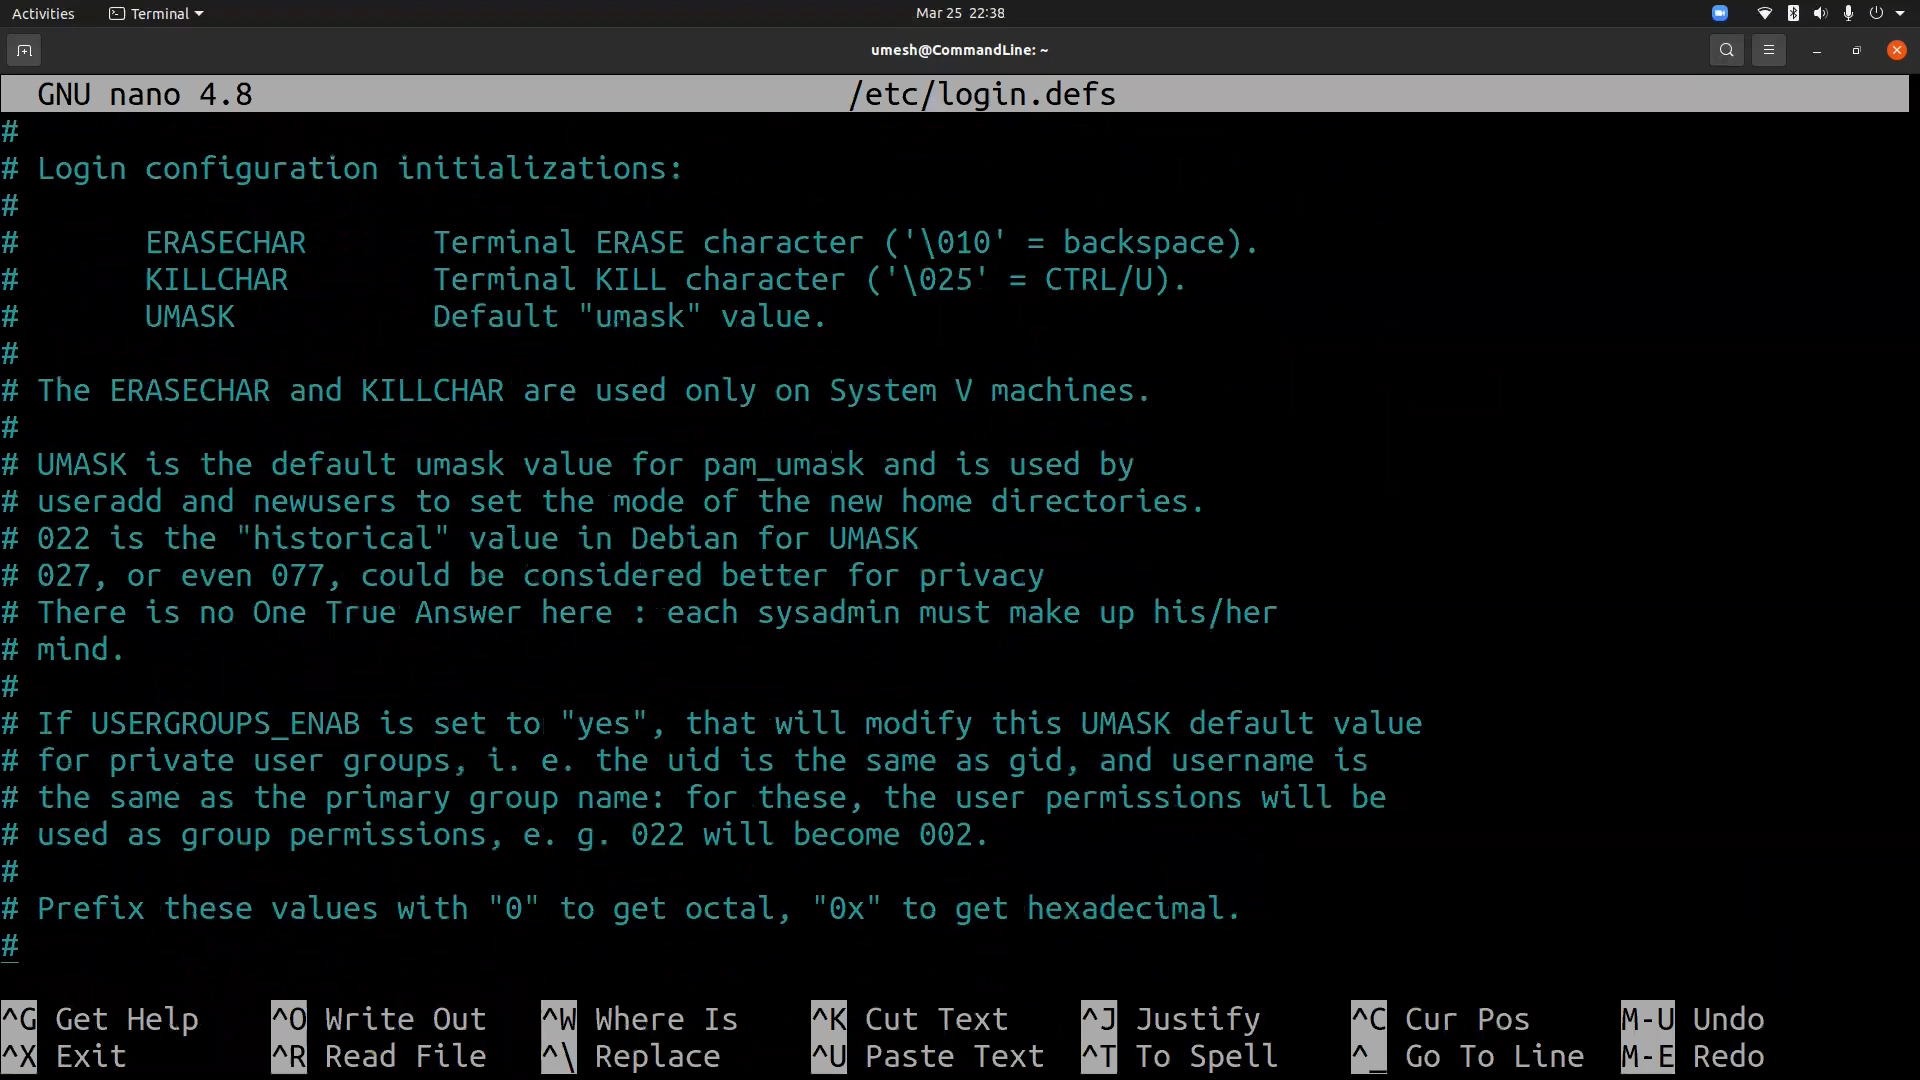 Activities Terminal Mar 25 22:38
umesh@CommandLine: ~
GNU nano 4.8 /etc/login.defs
#
# Login configuration initializations:
#
# ERASECHAR Terminal ERASE character ('\010' = backspace).
# KILLCHAR Terminal KILL character ('\025' = CTRL/U).
# UMASK Default "umask" value.
#
# The ERASECHAR and KILLCHAR are used only on System V machines.
#
# UMASK is the default umask value for pam_umask and is used by
# useradd and newusers to set the mode of the new home directories.
# 022 is the "historical" value in Debian for UMASK
# 027, or even 077, could be considered better for privacy
# There is no One True Answer here : each sysadmin must make up his/her
# mind.
#
# If USERGROUPS_ENAB is set to "yes", that will modify this UMASK default value
# for private user groups, i. e. the uid is the same as gid, and username is
# the same as the primary group name: for these, the user permissions will be
# used as group permissions, e. g. 022 will become 002.
#
# Prefix these values with "0" to get octal, "0x" to get hexadecimal.
#
^G Get Help ^O Write Out ^W Where Is ^K Cut Text ^J Justify ^C Cur Pos M-U Undo
^X Exit ^R Read File ^\ Replace ^U Paste Text ^T To Spell ^_ Go To Line M-E Redo